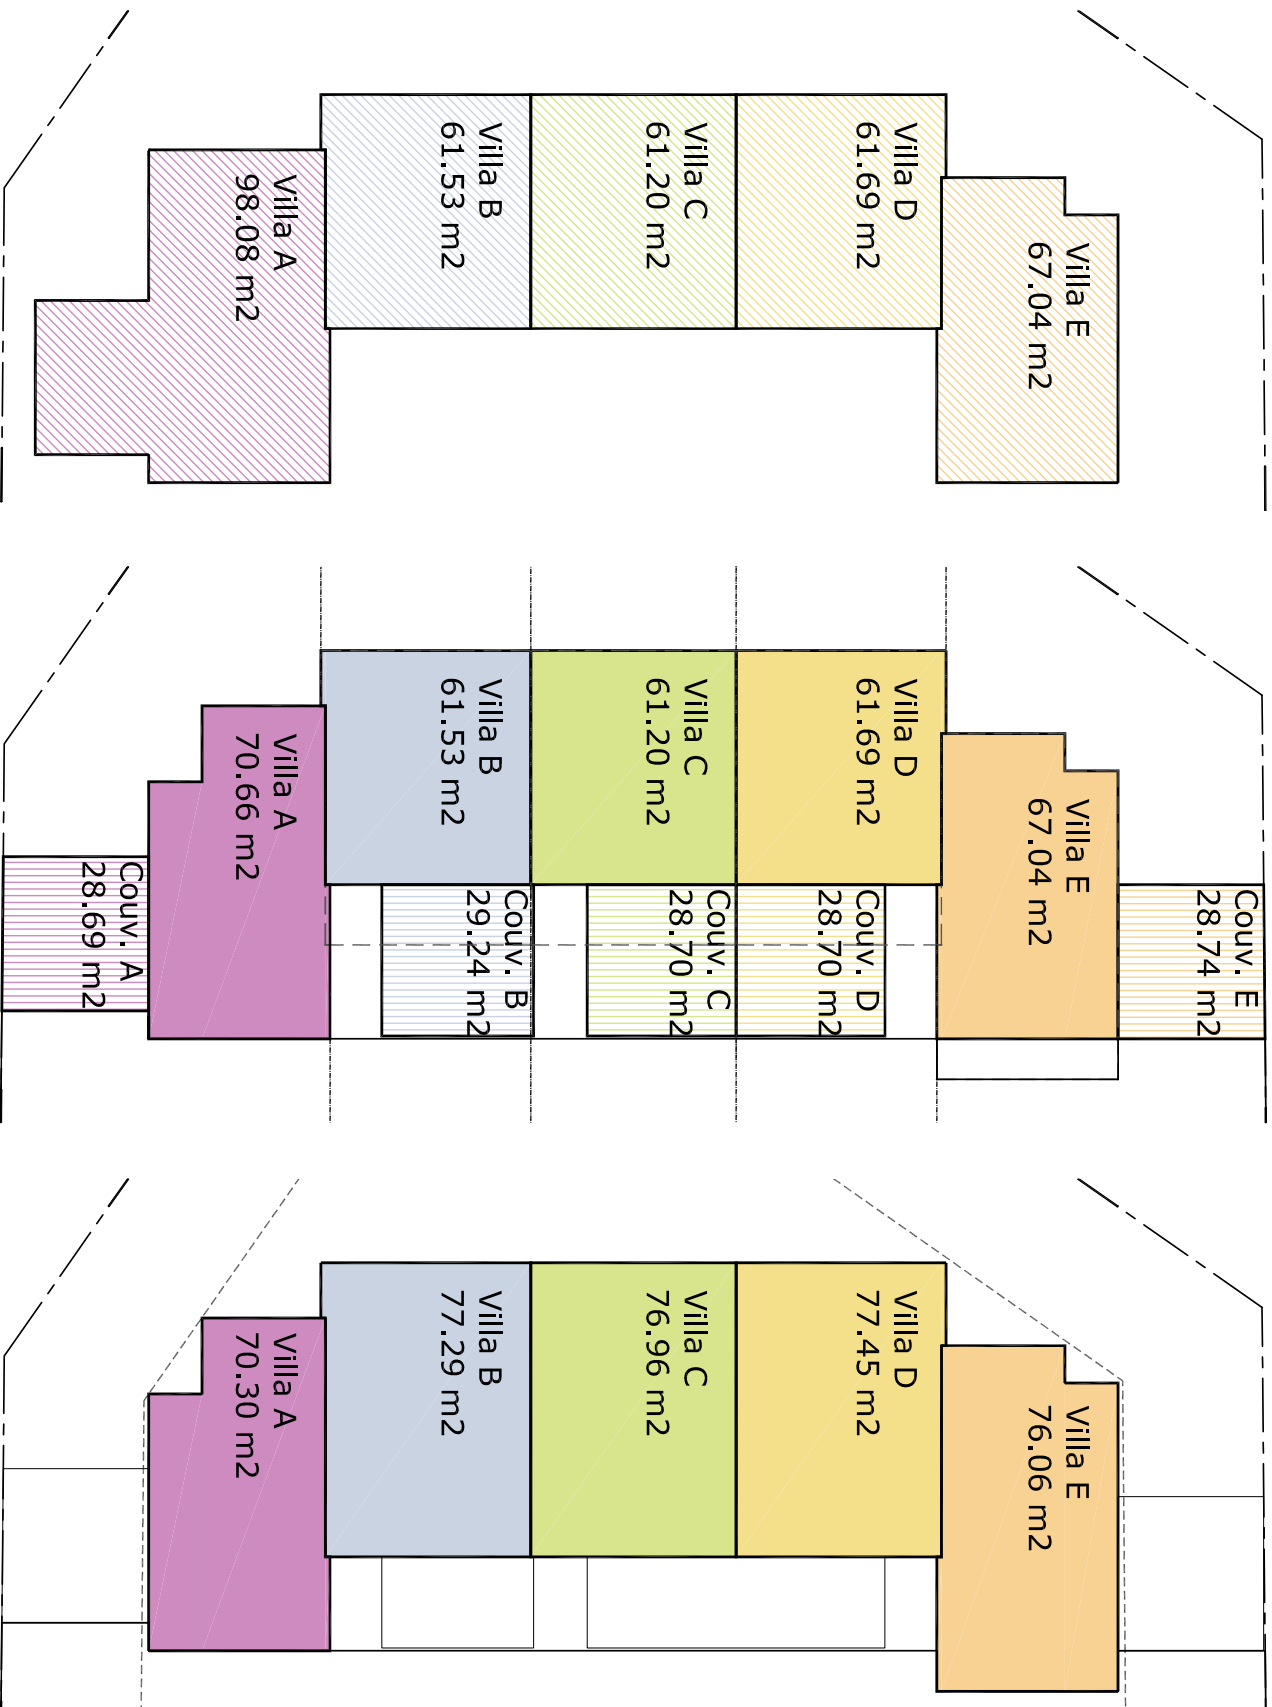 Villa A
98.08 m2
Villa B
61.53 m2
Villa C
61.20 m2
Villa D
61.69 m2
Villa E
67.04 m2
Villa A
70.66 m2
Villa B
61.53 m2
Villa C
61.20 m2
Villa D
61.69 m2
Villa E
67.04 m2
Couv. A
28.69 m2
Couv. B
29.24 m2
Couv. C
28.70 m2
Couv. D
28.70 m2
Couv. E
28.74 m2
Villa A
70.30 m2
Villa B
77.29 m2
Villa C
76.96 m2
Villa D
77.45 m2
Villa E
76.06 m2